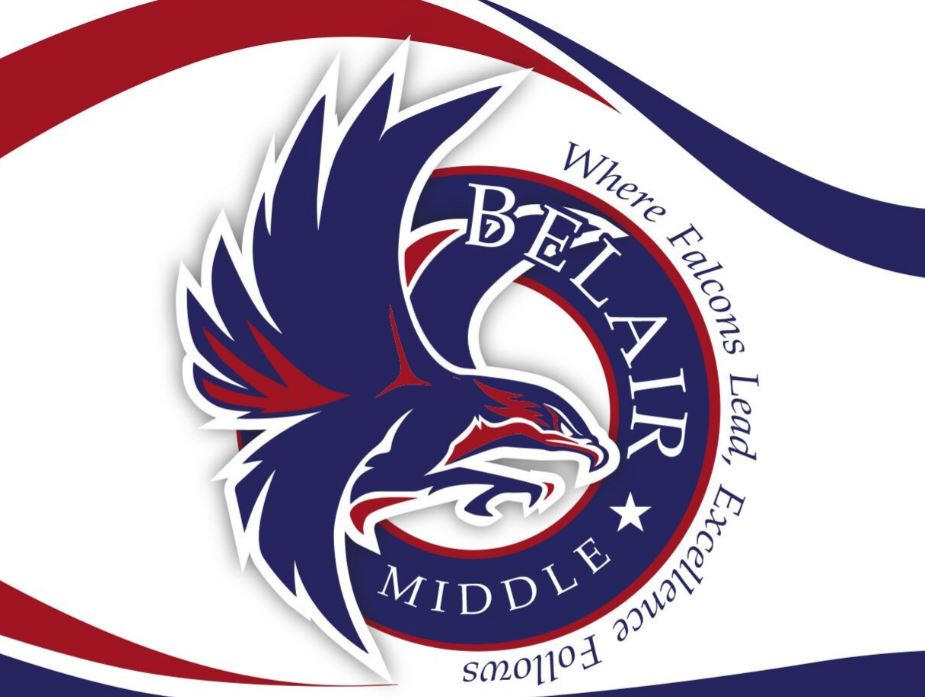 BELAIR
MIDDLE
Where Falcons Lead, Excellence Follows